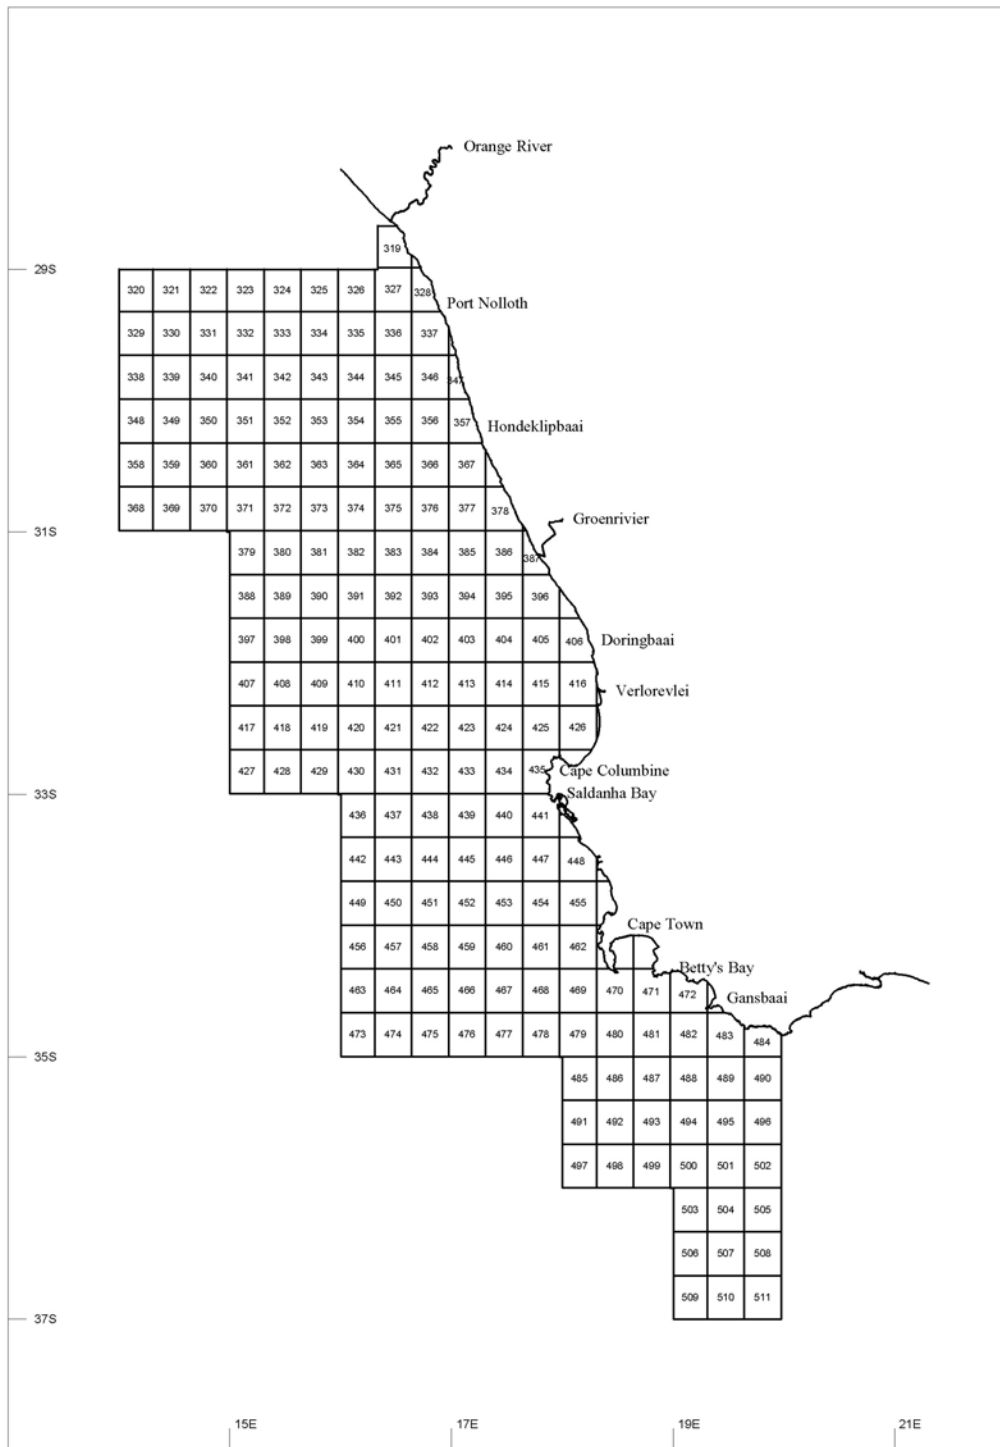 Orange River
319
29S
320 321 322 323 324 325 326 327 328
Port Nolloth
329 330 331 332 333 334 335 336 337
338 339 340 341 342 343 344 345 346 347
348 349 350 351 352 353 354 355 356 357
Hondeklipbaai
358 359 360 361 362 363 364 365 366 367
368 369 370 371 372 373 374 375 376 377 378
Groenrivier
31S
379 380 381 382 383 384 385 386 387
388 389 390 391 392 393 394 395 396
397 398 399 400 401 402 403 404 405 406
Doringbaai
407 408 409 410 411 412 413 414 415 416
Verlorevlei
417 418 419 420 421 422 423 424 425 426
427 428 429 430 431 432 433 434 435
Cape Columbine
Saldanha Bay
33S
436 437 438 439 440 441
442 443 444 445 446 447 448
449 450 451 452 453 454 455
Cape Town
456 457 458 459 460 461 462
Betty's Bay
463 464 465 466 467 468 469 470 471 472
Gansbaai
473 474 475 476 477 478 479 480 481 482 483 484
35S
485 486 487 488 489 490
491 492 493 494 495 496
497 498 499 500 501 502
503 504 505
506 507 508
509 510 511
37S
15E 17E 19E 21E